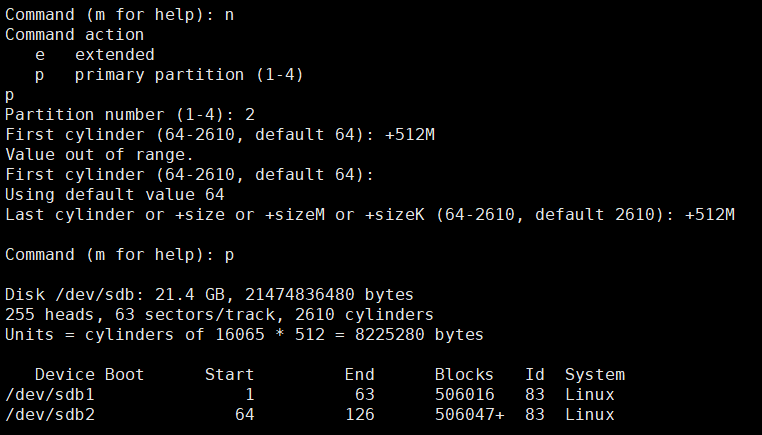 Command (m for help): n
Command action
   e   extended
   p   primary partition (1-4)
p
Partition number (1-4): 2
First cylinder (64-2610, default 64): +512M
Value out of range.
First cylinder (64-2610, default 64):
Using default value 64
Last cylinder or +size or +sizeM or +sizeK (64-2610, default 2610): +512M

Command (m for help): p

Disk /dev/sdb: 21.4 GB, 21474836480 bytes
255 heads, 63 sectors/track, 2610 cylinders
Units = cylinders of 16065 * 512 = 8225280 bytes

   Device Boot      Start         End      Blocks   Id  System
/dev/sdb1               1          63      506016   83  Linux
/dev/sdb2              64         126      506047+  83  Linux